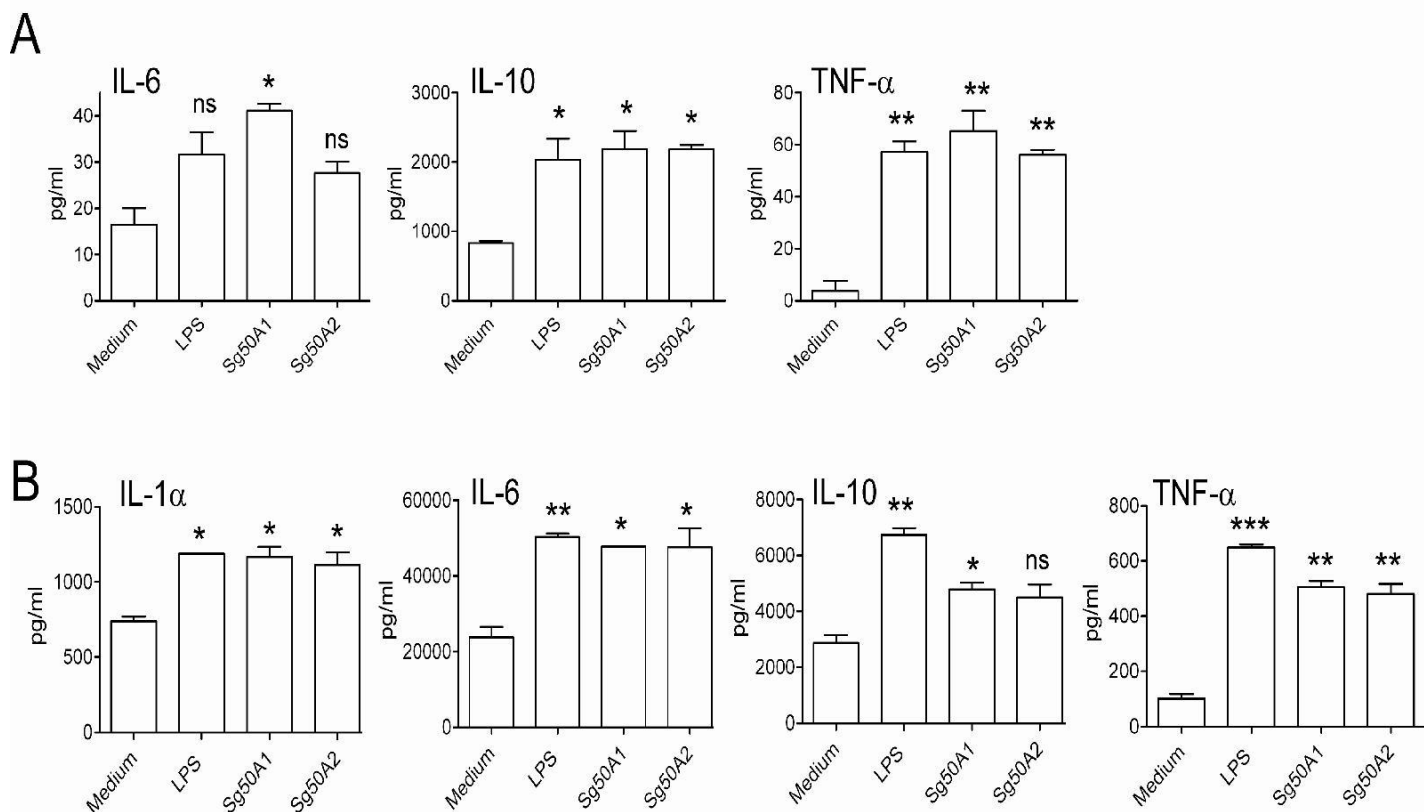 A
IL-6
ns
*
ns
pg/ml
40
30
20
10
0
Medium
LPS
Sg50A1
Sg50A2
IL-10
*
*
*
pg/ml
3000
2000
1000
0
Medium
LPS
Sg50A1
Sg50A2
TNF-α
**
**
**
pg/ml
80
60
40
20
0
Medium
LPS
Sg50A1
Sg50A2
B
IL-1α
*
*
*
pg/ml
1500
1000
500
0
Medium
LPS
Sg50A1
Sg50A2
IL-6
**
*
*
pg/ml
60000
40000
20000
0
Medium
LPS
Sg50A1
Sg50A2
IL-10
**
*
ns
pg/ml
8000
6000
4000
2000
0
Medium
LPS
Sg50A1
Sg50A2
TNF-α
***
**
**
pg/ml
800
600
400
200
0
Medium
LPS
Sg50A1
Sg50A2